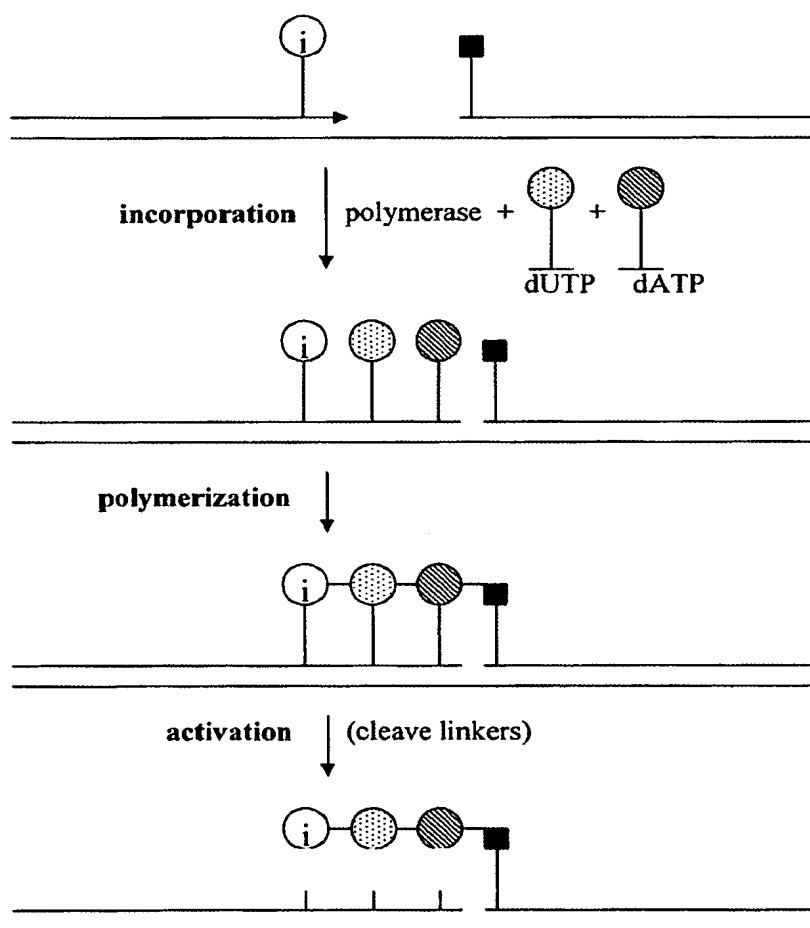 i
incorporation polymerase + +
dUTP dATP
i
polymerization
i
activation (cleave linkers)
i